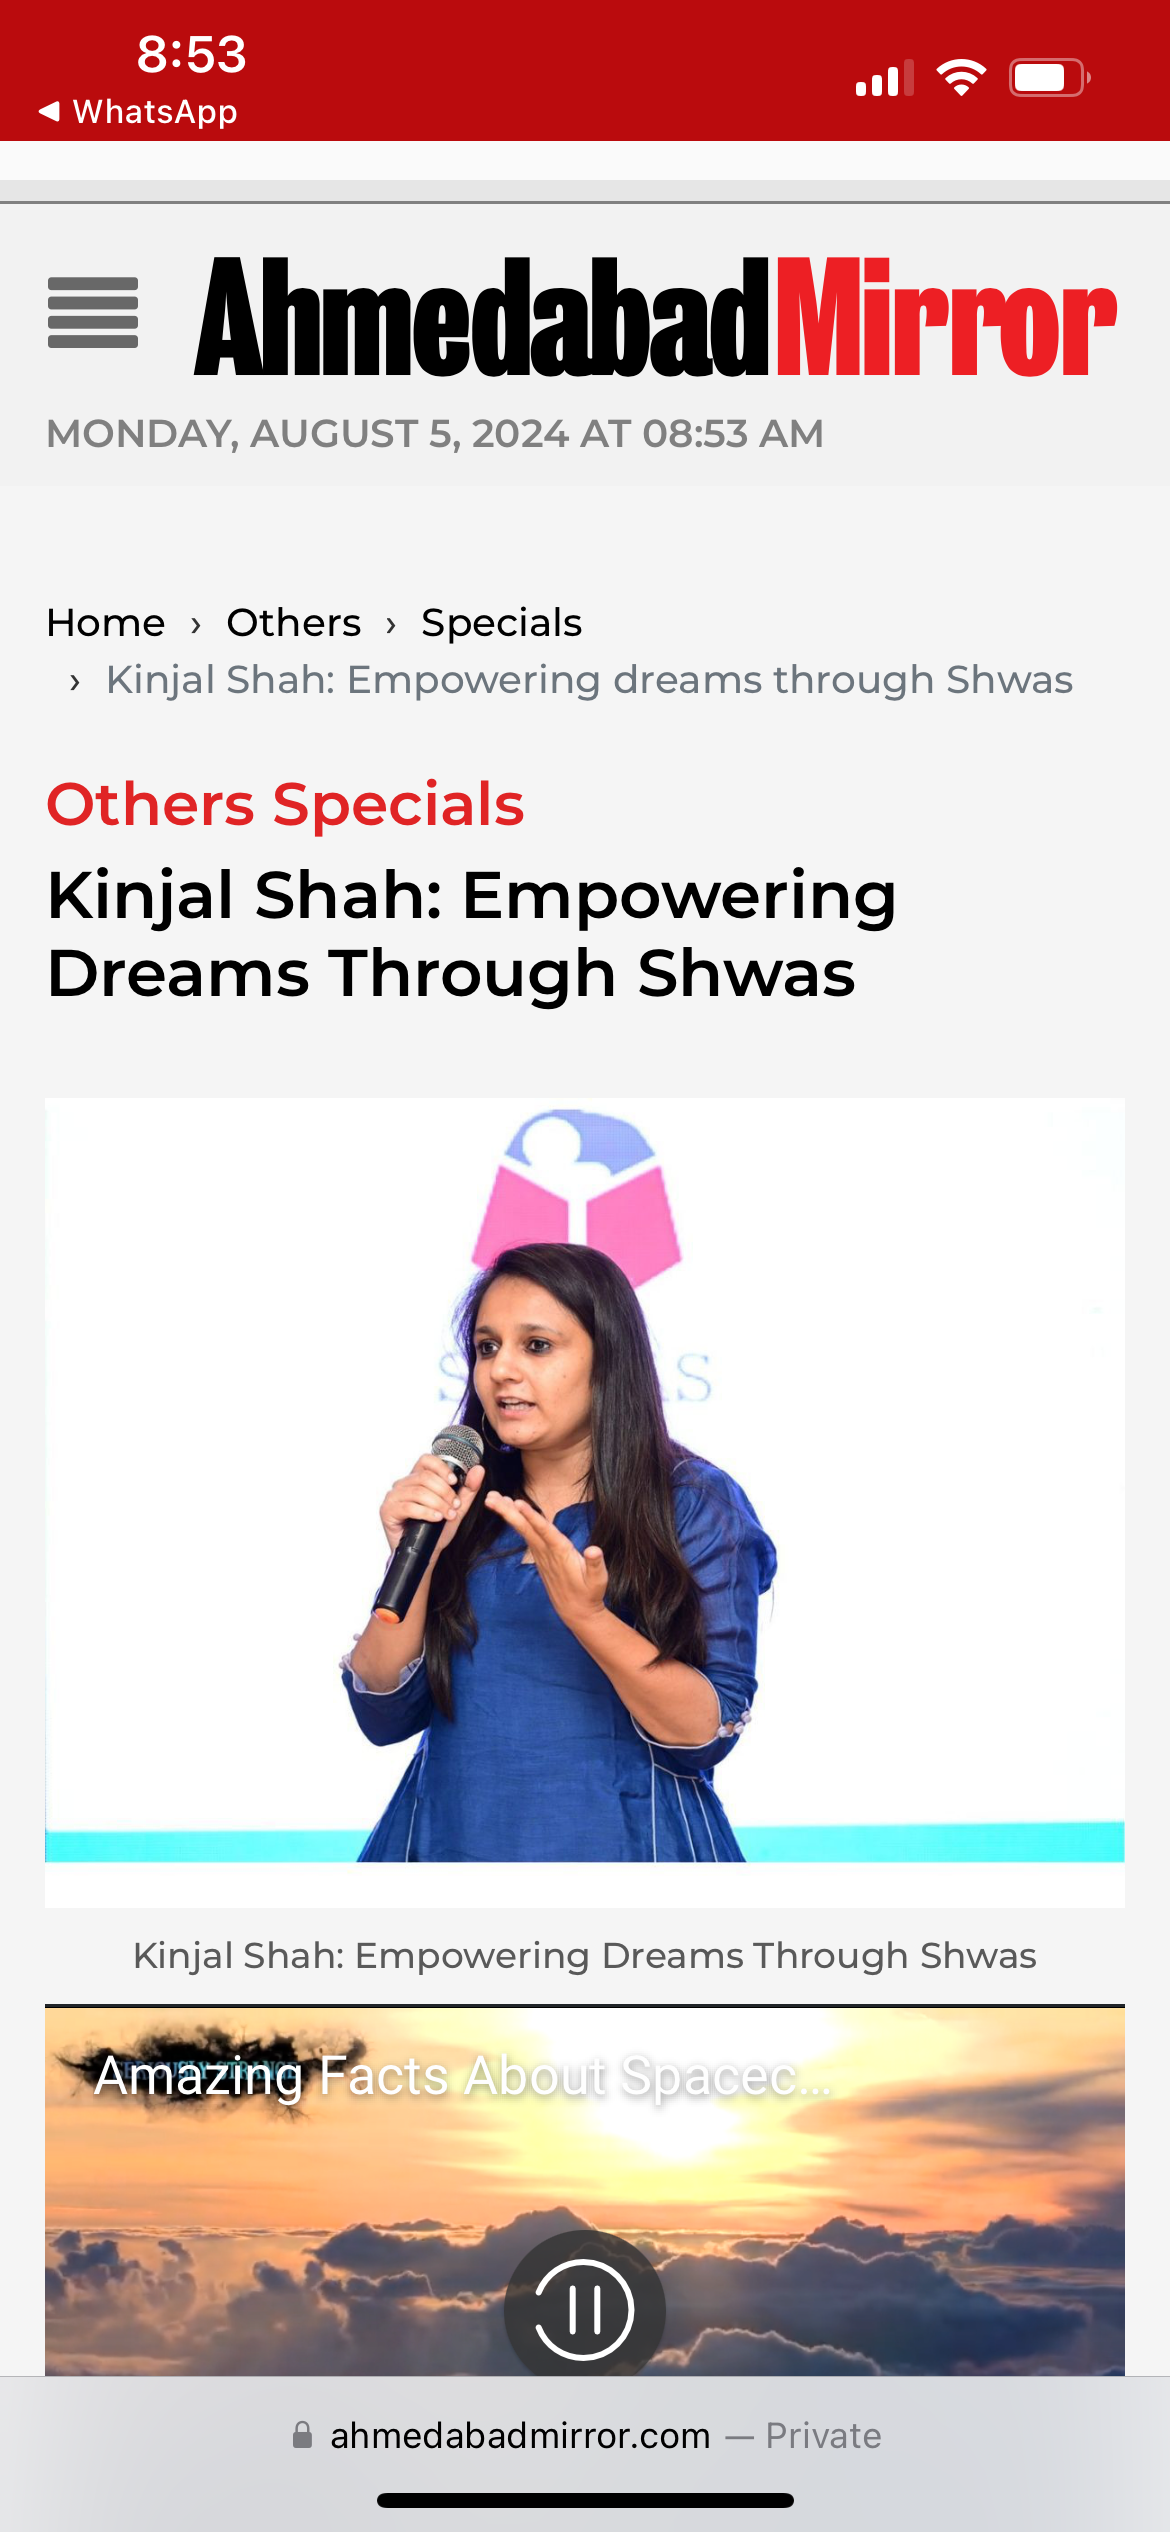 8:53
WhatsApp
AhmedabadMirror
MONDAY, AUGUST 5, 2024 AT 08:53 AM
Home › Others › Specials
› Kinjal Shah: Empowering dreams through Shwas
Others Specials
Kinjal Shah: Empowering
Dreams Through Shwas
Kinjal Shah: Empowering Dreams Through Shwas
Amazing Facts About Spacec...
ahmedabadmirror.com — Private